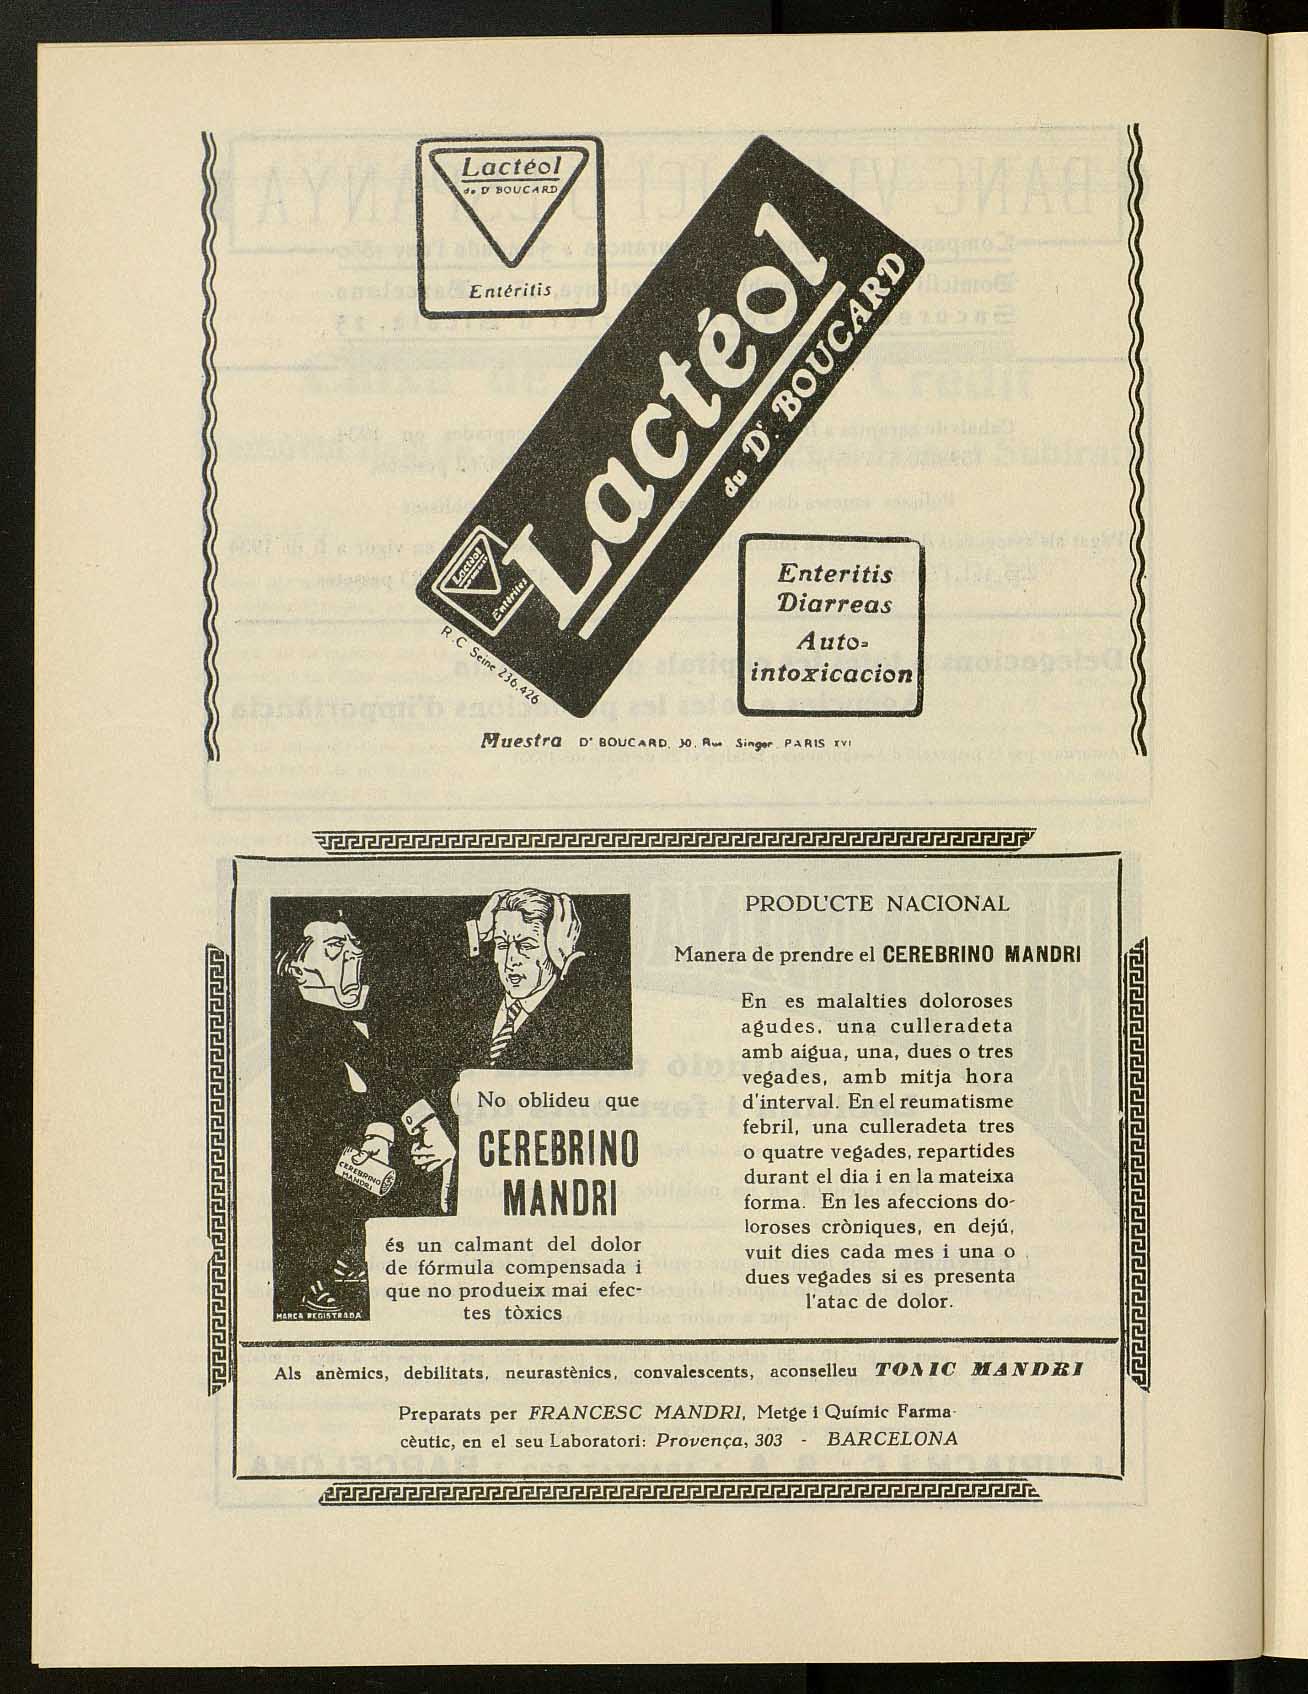 Lactéol
de Dr BOUCARD
Entéritis
Lactéol
du Dr. BOUCARD
Lactéol
Entérites
R.C Seine 236,426
Enteritis
Diarreas
Auto=
intoxicacion
Muestra Dr BOUCARD, 30, Rue Singer PARIS XVI
PRODUCTE NACIONAL
Manera de prendre el CEREBRINO MANDRI
En es malalties doloroses
agudes, una culleradeta
amb aigua, una, dues o tres
vegades, amb mitja hora
d'interval. En el reumatisme
febril, una culleradeta tres
o quatre vegades, repartides
durant el dia i en la mateixa
forma. En les afeccions do-
loroses cròniques, en dejú,
vuit dies cada mes i una o
dues vegades si es presenta
l'atac de dolor.
CEREBRINO
MANDRI
No oblideu que
CEREBRINO
MANDRI
és un calmant del dolor
de fórmula compensada i
que no produeix mai efec-
tes tòxics
MARCA REGISTRADA
Als anèmics, debilitats, neurastènics, convalescents, aconselleu TONIC MANDRI
Preparats per FRANCESC MANDRI, Metge i Químic Farma-
cèutic, en el seu Laboratori: Provença, 303 - BARCELONA